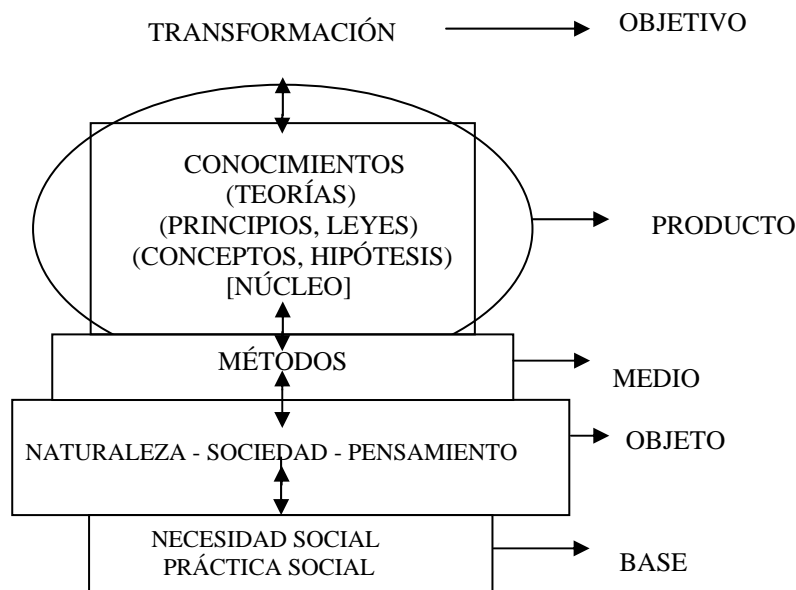 TRANSFORMACIÓN
OBJETIVO
CONOCIMIENTOS
(TEORÍAS)
(PRINCIPIOS, LEYES)
(CONCEPTOS, HIPÓTESIS)
[NÚCLEO]
PRODUCTO
MÉTODOS
MEDIO
NATURALEZA - SOCIEDAD - PENSAMIENTO
OBJETO
NECESIDAD SOCIAL
PRÁCTICA SOCIAL
BASE